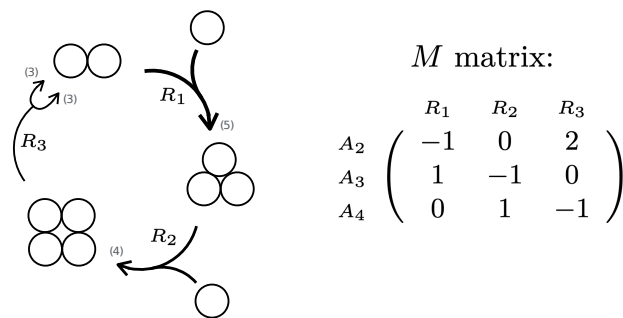 (3)
(3)
R₁
(5)
R₃
R₂
(4)
M matrix:
R₁ R₂ R₃
A₂ −1 0 2
A₃ 1 −1 0
A₄ 0 1 −1